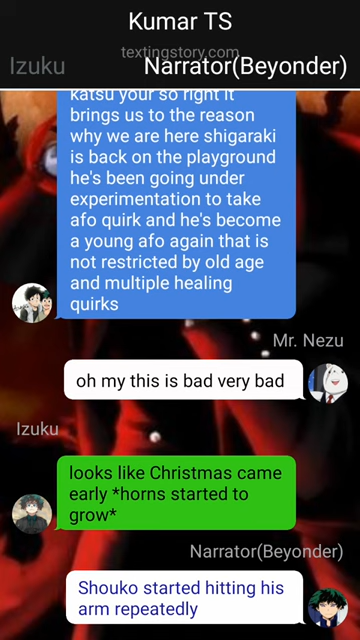 Kumar TS
textingstory.com
Izuku
Narrator(Beyonder)
katsu your so right it
brings us to the reason
why we are here shigaraki
is back on the playground
he's been going under
experimentation to take
afo quirk and he's become
a young afo again that is
not restricted by old age
and multiple healing
quirks
Mr. Nezu
oh my this is bad very bad
Izuku
looks like Christmas came
early *horns started to
grow*
Narrator(Beyonder)
Shouko started hitting his
arm repeatedly